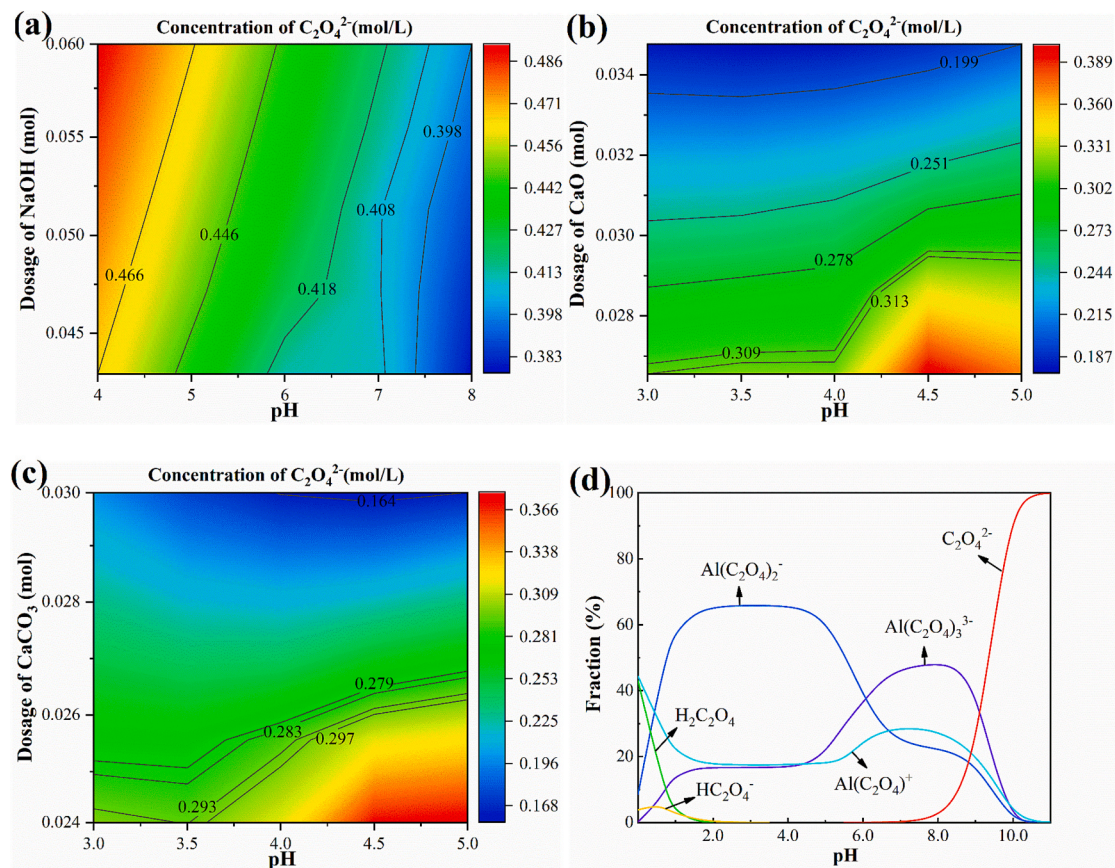 (a)
Concentration of C₂O₄²⁻(mol/L)
Dosage of NaOH (mol)
0.060
0.055
0.050
0.045
4 5 6 7 8
pH
0.466
0.446
0.418
0.408
0.398
0.486
0.471
0.456
0.442
0.427
0.413
0.398
0.383
(b)
Concentration of C₂O₄²⁻(mol/L)
Dosage of CaO (mol)
0.034
0.032
0.030
0.028
3.0 3.5 4.0 4.5 5.0
pH
0.199
0.251
0.278
0.313
0.309
0.389
0.360
0.331
0.302
0.273
0.244
0.215
0.187
(c)
Concentration of C₂O₄²⁻(mol/L)
Dosage of CaCO₃ (mol)
0.030
0.028
0.026
0.024
3.0 3.5 4.0 4.5 5.0
pH
0.164
0.279
0.283
0.297
0.293
0.366
0.338
0.309
0.281
0.253
0.225
0.196
0.168
(d)
Fraction (%)
100
80
60
40
20
0
2.0 4.0 6.0 8.0 10.0
pH
C₂O₄²⁻
Al(C₂O₄)₂⁻
Al(C₂O₄)₃³⁻
H₂C₂O₄
HC₂O₄⁻
Al(C₂O₄)⁺